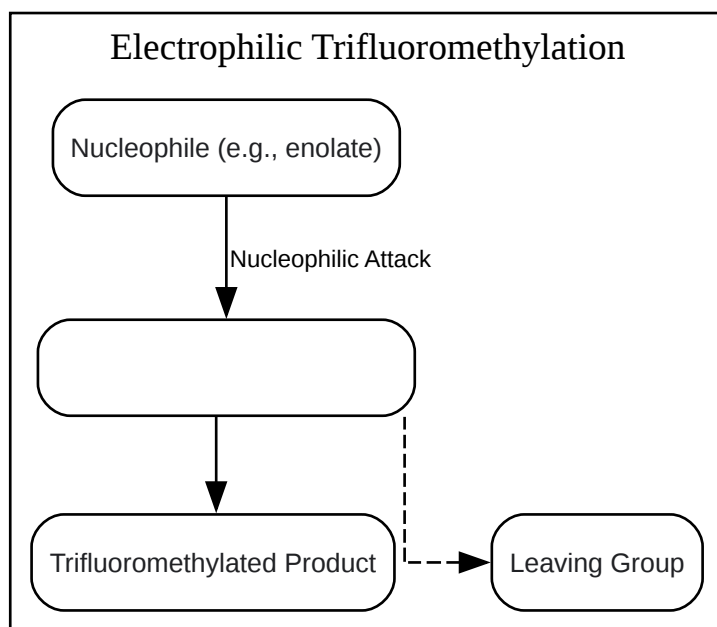 Electrophilic Trifluoromethylation
Nucleophile (e.g., enolate)
Nucleophilic Attack
Trifluoromethylated Product
Leaving Group